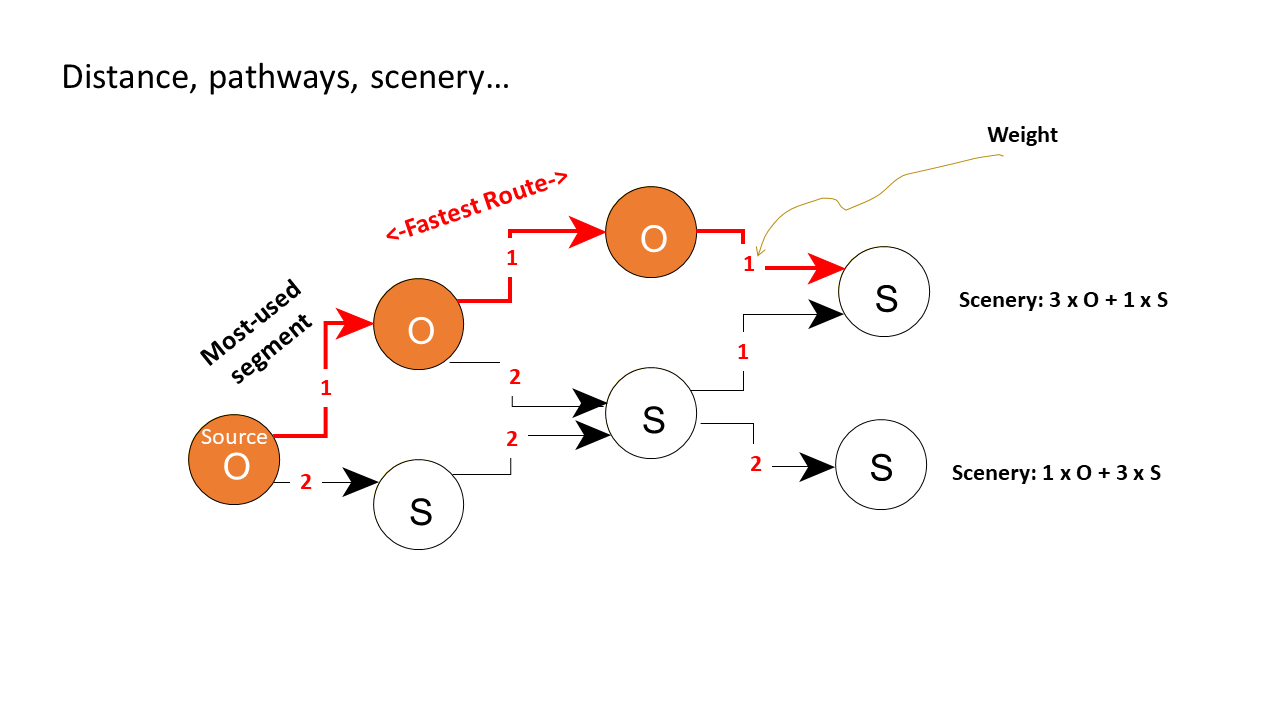 Distance, pathways, scenery…
Weight
<-Fastest Route->
O
1
1
Most-used
segment
O
S
Scenery: 3 x O + 1 x S
1
2
1
Source
O
S
2
2
S
Scenery: 1 x O + 3 x S
2
S